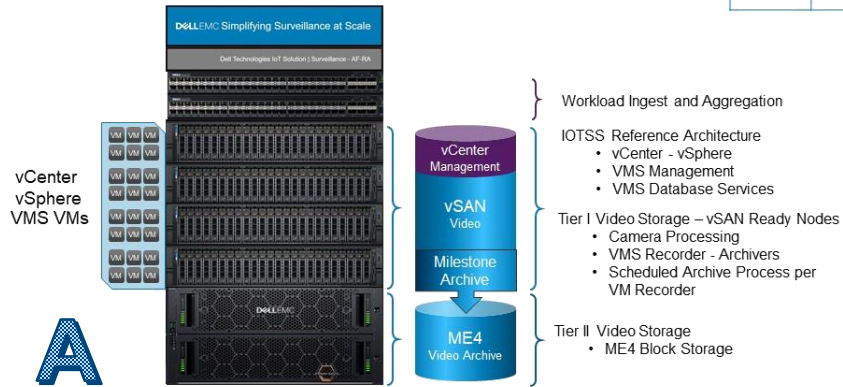 DELLEMC Simplifying Surveillance at Scale
Dell Technologies IoT Solution | Surveillance - AF-RA
VM VM VM
VM VM VM
VM VM VM
VM VM VM
VM VM VM
VM VM VM
VM VM VM
VM VM VM
vCenter
vSphere
VMS VMs
DELLEMC
A
vCenter
Management
vSAN
Video
Milestone
Archive
ME4
Video Archive
Workload Ingest and Aggregation
IOTSS Reference Architecture
• vCenter - vSphere
• VMS Management
• VMS Database Services
Tier I Video Storage – vSAN Ready Nodes
• Camera Processing
• VMS Recorder - Archivers
• Scheduled Archive Process per
VM Recorder
Tier II Video Storage
• ME4 Block Storage